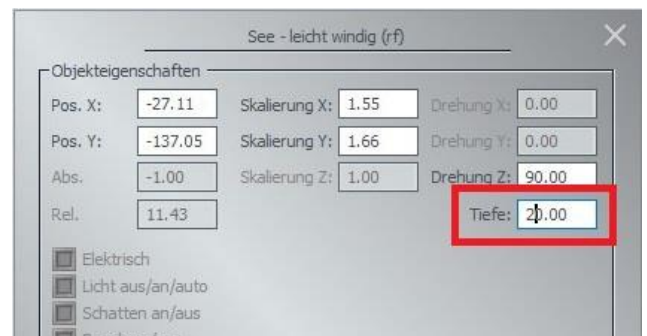 See - leicht windig (rf)
Objekteigenschaften
Pos. X: -27.11 Skalierung X: 1.55 Drehung X: 0.00
Pos. Y: -137.05 Skalierung Y: 1.66 Drehung Y: 0.00
Abs. -1.00 Skalierung Z: 1.00 Drehung Z: 90.00
Rel. 11.43 Tiefe: 20.00
Elektrisch
Licht aus/an/auto
Schatten an/aus